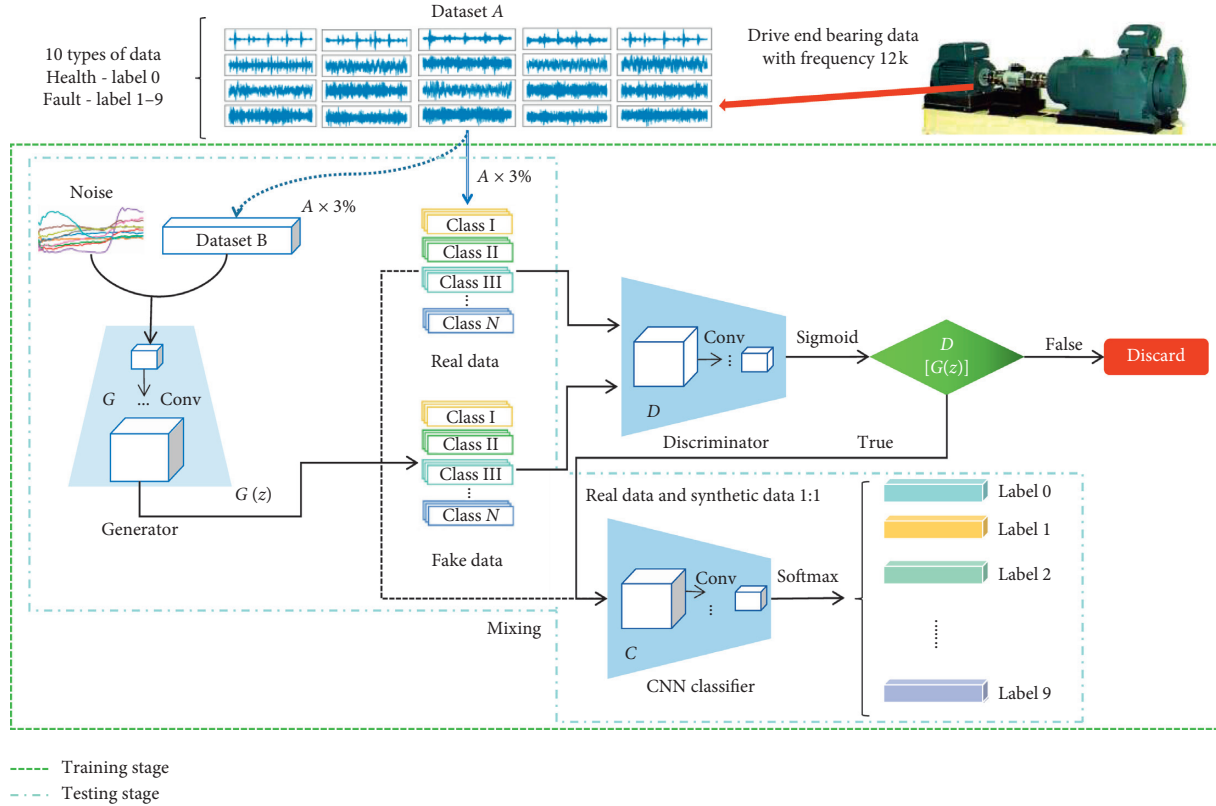 Dataset A
10 types of data
Health - label 0
Fault - label 1–9
Drive end bearing data
with frequency 12 k
A × 3%
Noise
A × 3%
Dataset B
Class I
Class II
Class III
...
Class N
Real data
Conv
D
Discriminator
Sigmoid
D
[G(z)]
False
Discard
True
G ... Conv
Generator
G (z)
Class I
Class II
Class III
...
Class N
Fake data
Real data and synthetic data 1:1
Mixing
Conv
...
C
CNN classifier
Softmax
Label 0
Label 1
Label 2
Label 9
Training stage
Testing stage